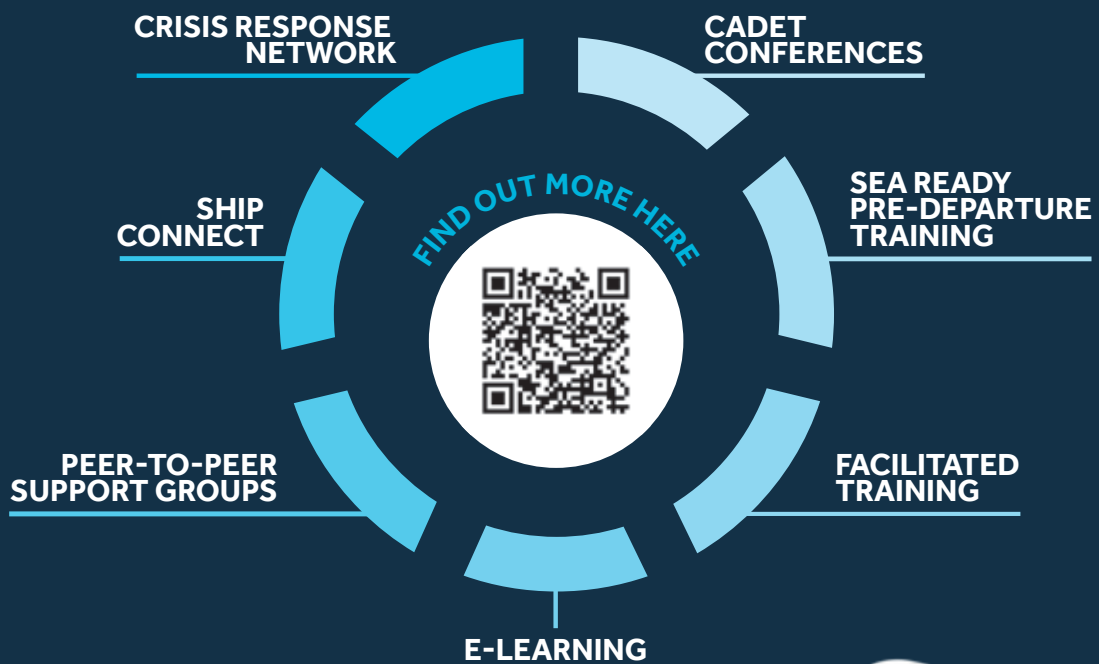 CRISIS RESPONSE
NETWORK
CADET
CONFERENCES
SHIP
CONNECT
FIND OUT MORE HERE
SEA READY
PRE-DEPARTURE
TRAINING
PEER-TO-PEER
SUPPORT GROUPS
FACILITATED
TRAINING
E-LEARNING